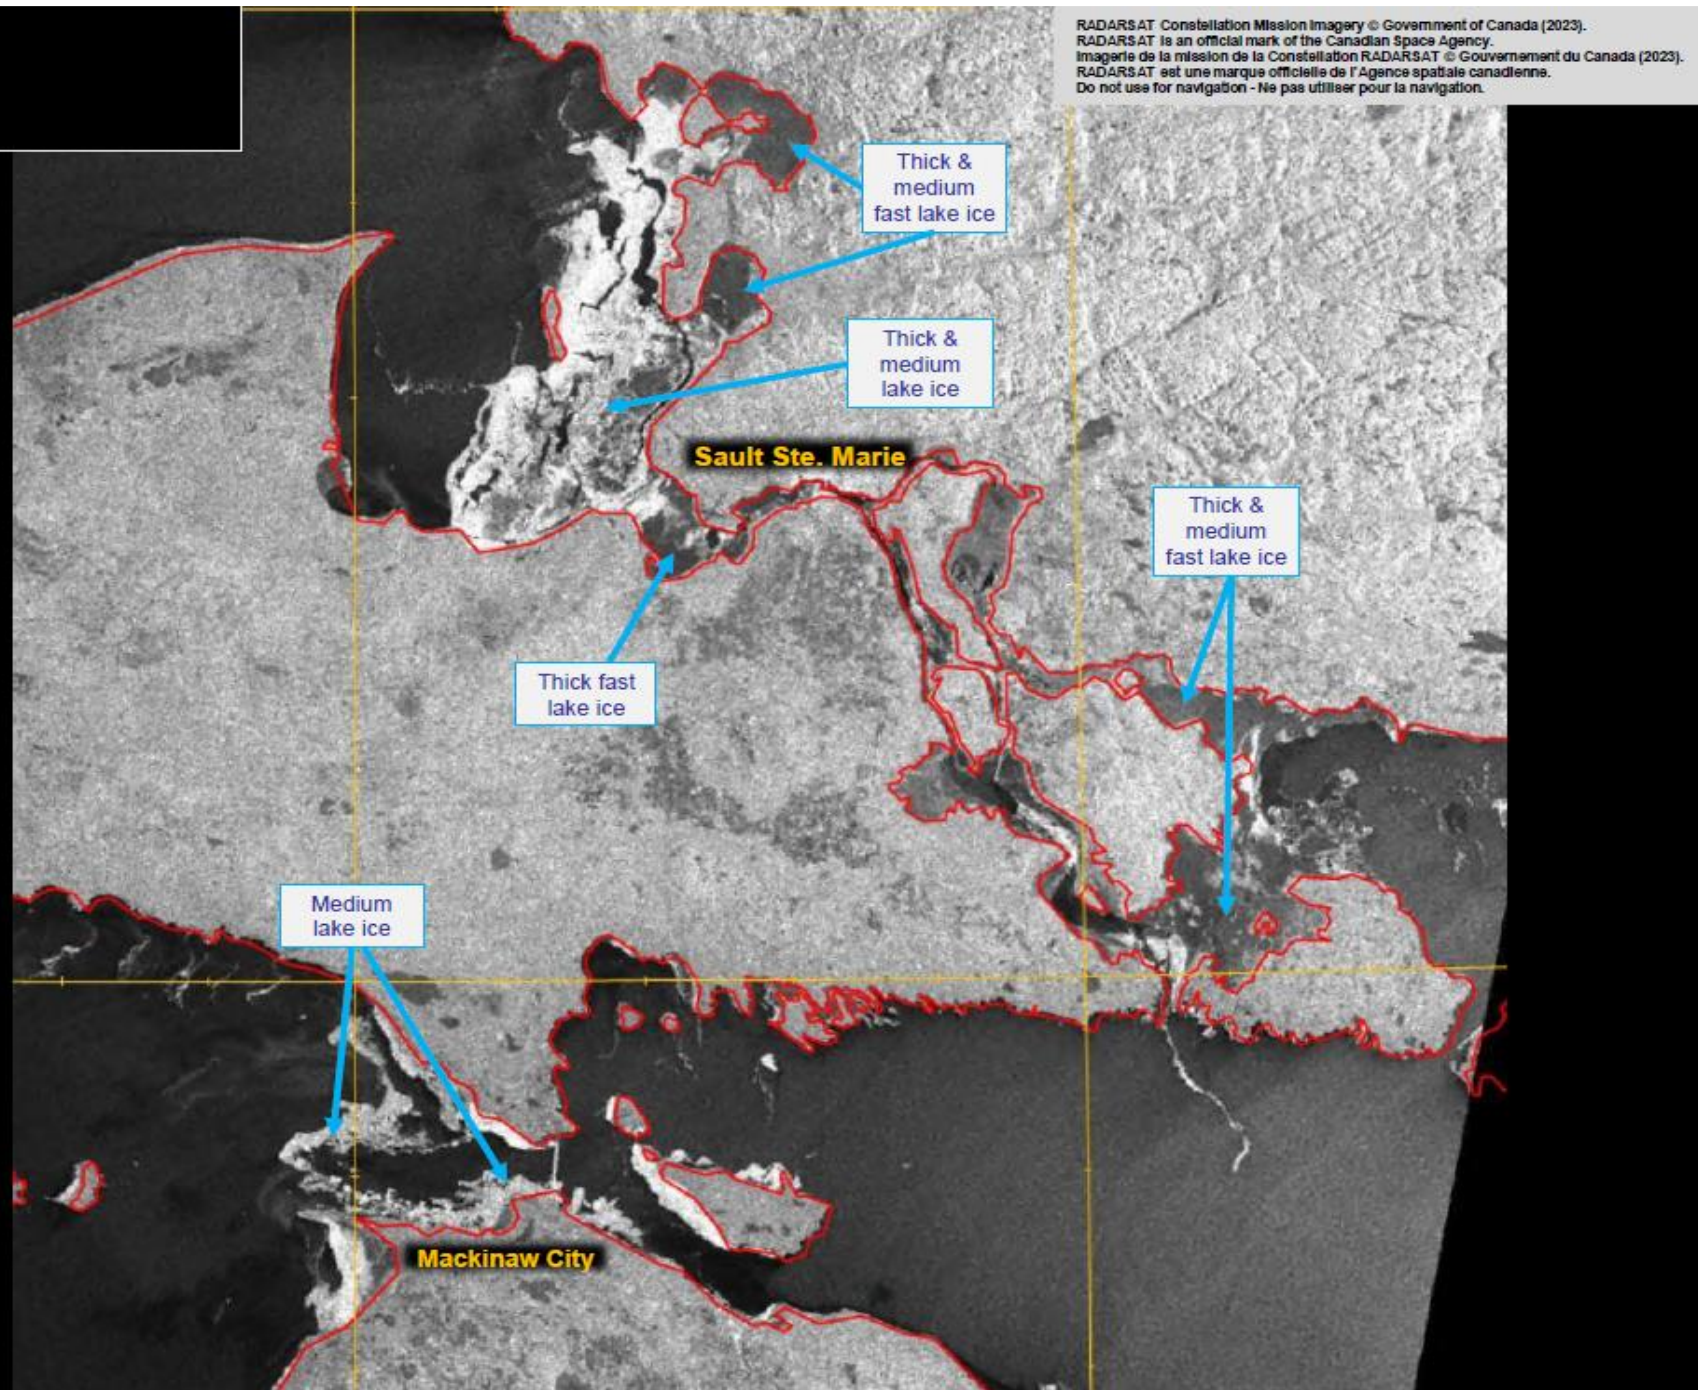 RADARSAT Constellation Mission Imagery © Government of Canada (2023).
RADARSAT is an official mark of the Canadian Space Agency.
Imagerie de la mission de la Constellation RADARSAT © Gouvernement du Canada (2023).
RADARSAT est une marque officielle de l'Agence spatiale canadienne.
Do not use for navigation - Ne pas utiliser pour la navigation.
Thick &
medium
fast lake ice
Thick &
medium
lake ice
Sault Ste. Marie
Thick &
medium
fast lake ice
Thick fast
lake ice
Medium
lake ice
Mackinaw City